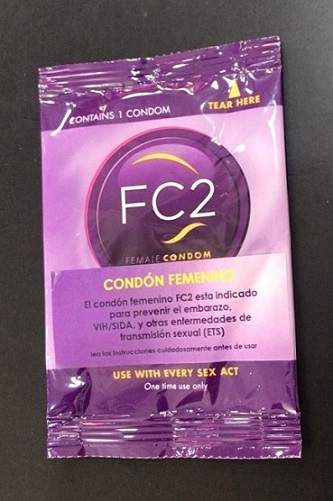 CONTAINS 1 CONDOM
TEAR HERE
FC2
FEMALE CONDOM
CONDÓN FEMENINO
El condón femenino FC2 esta indicado
para prevenir el embarazo,
VIH/SIDA, y otras enfermedades de
transmisión sexual (ETS)
lea las instrucciones cuidadosamente antes de usar
USE WITH EVERY SEX ACT
One time use only